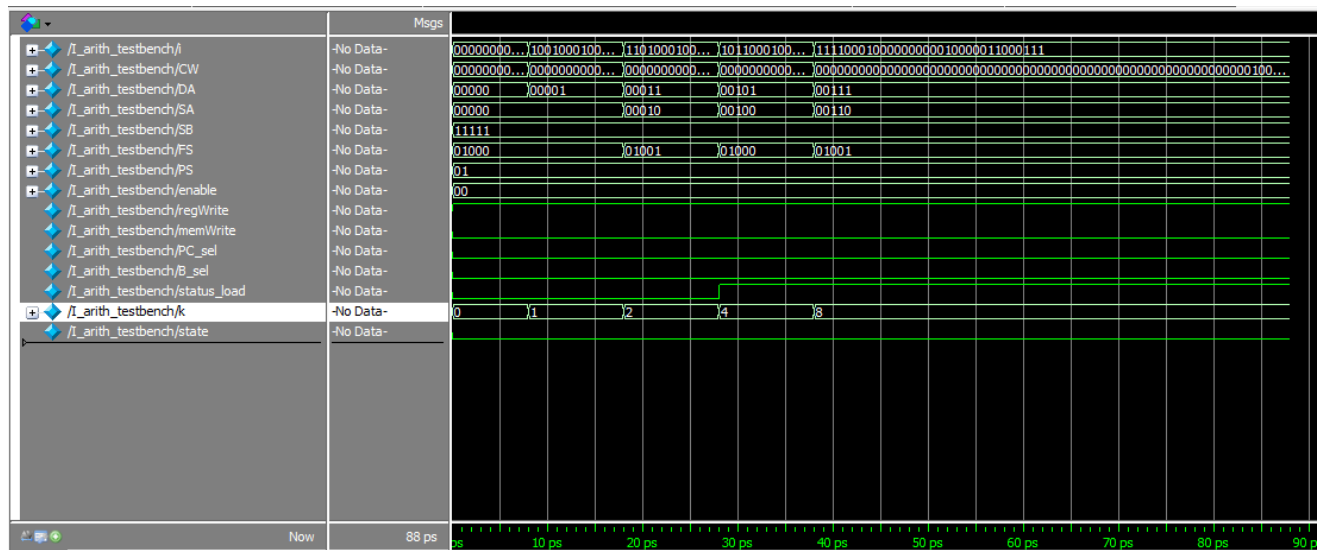 Msgs
/I_arith_testbench/i -No Data- 00000000... 1001000100... 1101000100... 1011000100... 11110001000000000010000011000111
/I_arith_testbench/CW -No Data- 00000000... 0000000000... 0000000000... 0000000000...
/I_arith_testbench/DA -No Data- 00000 00001 00011 00101 00111
/I_arith_testbench/SA -No Data- 00000 00010 00100 00110
/I_arith_testbench/SB -No Data- 11111
/I_arith_testbench/FS -No Data- 01000 01001 01000 01001
/I_arith_testbench/PS -No Data- 01
/I_arith_testbench/enable -No Data- 00
/I_arith_testbench/regWrite -No Data-
/I_arith_testbench/memWrite -No Data-
/I_arith_testbench/PC_sel -No Data-
/I_arith_testbench/B_sel -No Data-
/I_arith_testbench/status_load -No Data-
/I_arith_testbench/k -No Data- 0 1 2 4 8
/I_arith_testbench/state -No Data-
Now 88 ps ps 10 ps 20 ps 30 ps 40 ps 50 ps 60 ps 70 ps 80 ps 90 p